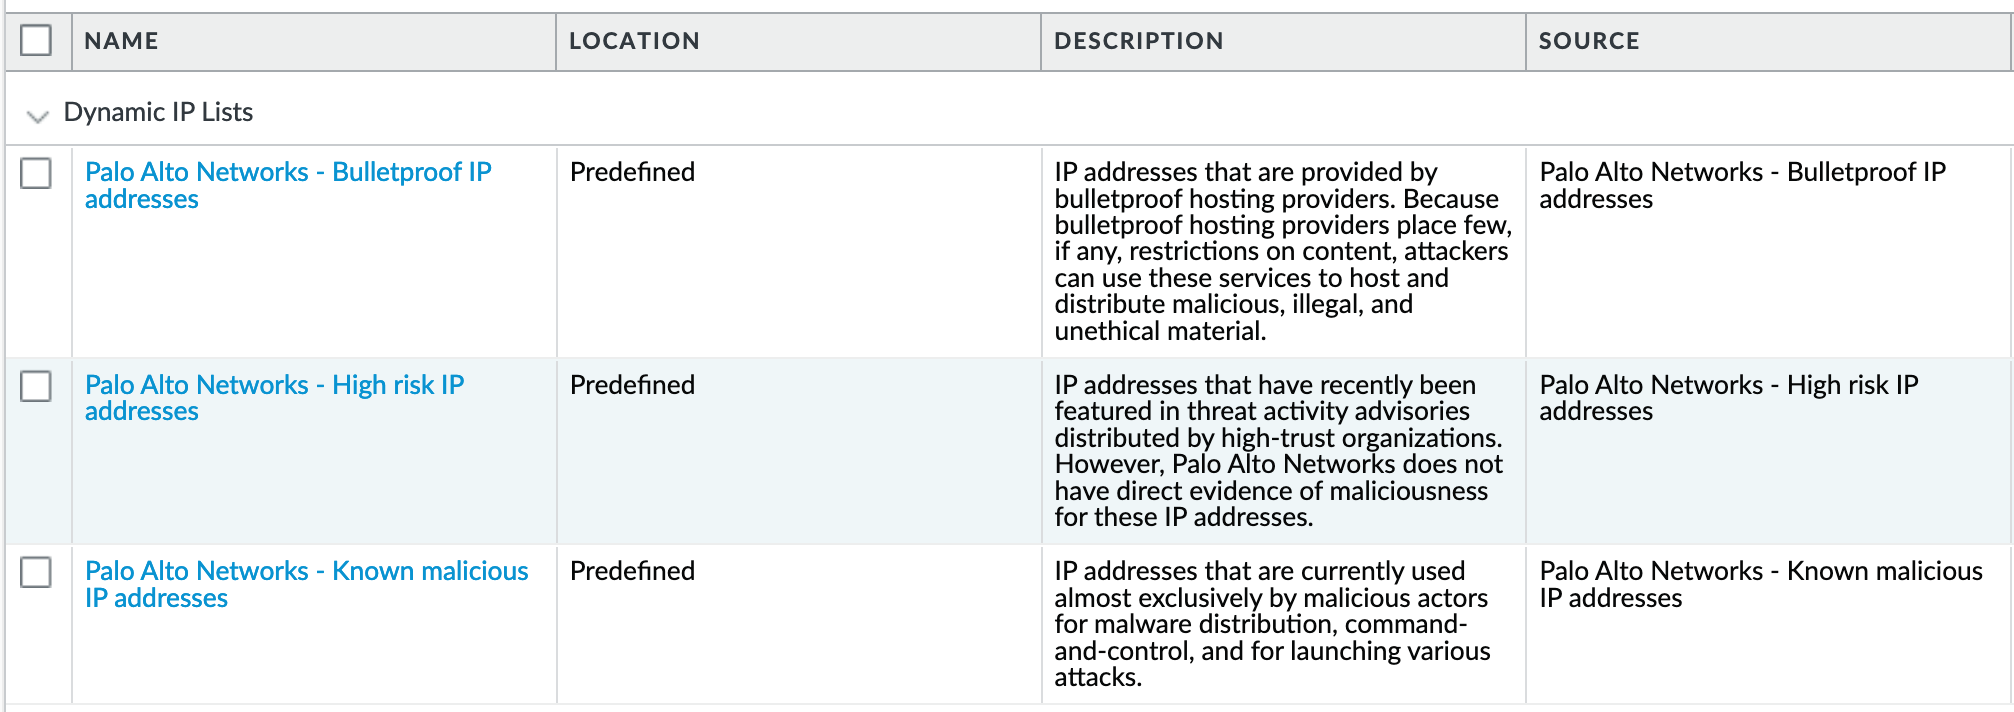 NAME LOCATION DESCRIPTION SOURCE
Dynamic IP Lists
Palo Alto Networks - Bulletproof IP
addresses
Predefined
IP addresses that are provided by
bulletproof hosting providers. Because
bulletproof hosting providers place few,
if any, restrictions on content, attackers
can use these services to host and
distribute malicious, illegal, and
unethical material.
Palo Alto Networks - Bulletproof IP
addresses
Palo Alto Networks - High risk IP
addresses
Predefined
IP addresses that have recently been
featured in threat activity advisories
distributed by high-trust organizations.
However, Palo Alto Networks does not
have direct evidence of maliciousness
for these IP addresses.
Palo Alto Networks - High risk IP
addresses
Palo Alto Networks - Known malicious
IP addresses
Predefined
IP addresses that are currently used
almost exclusively by malicious actors
for malware distribution, command-
and-control, and for launching various
attacks.
Palo Alto Networks - Known malicious
IP addresses